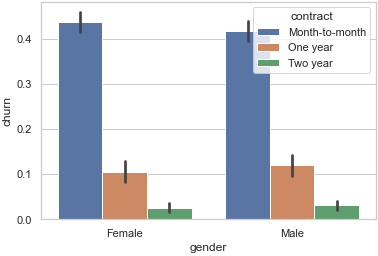 contract
Month-to-month
One year
Two year
churn
0.4
0.3
0.2
0.1
0.0
Female
Male
gender